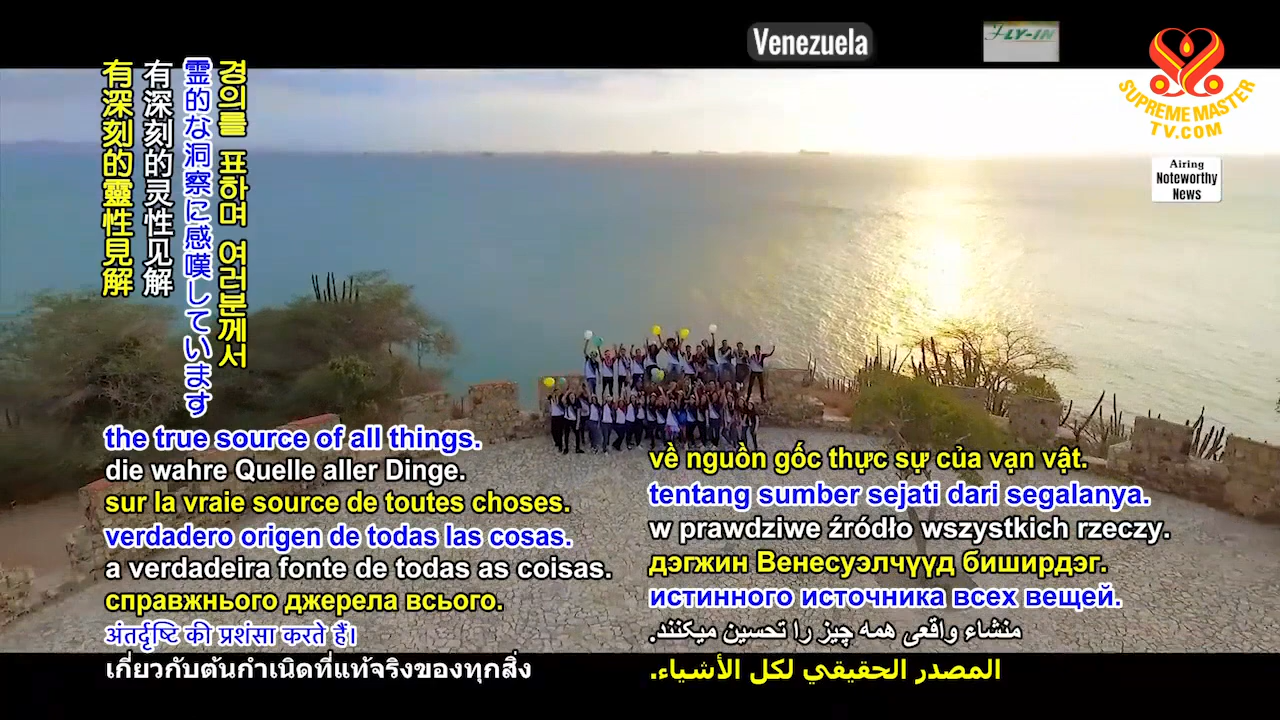 Venezuela
FLY-IN
SUPREME MASTER
TV.COM
Airing
Noteworthy
News
경의를 표하며 여러분께서
霊的な洞察に感嘆しています
有深刻的灵性见解
有深刻的靈性見解
the true source of all things.
die wahre Quelle aller Dinge.
sur la vraie source de toutes choses.
verdadero origen de todas las cosas.
a verdadeira fonte de todas as coisas.
справжнього джерела всього.
अंतर्दृष्टि की प्रशंसा करते हैं।
เกี่ยวกับต้นกำเนิดที่แท้จริงของทุกสิ่ง
về nguồn gốc thực sự của vạn vật.
tentang sumber sejati dari segalanya.
w prawdziwe źródło wszystkich rzeczy.
дэгжин Венесуэлчүүд биширдэг.
истинного источника всех вещей.
منشاء واقعی همه چیز را تحسین میکنند.
المصدر الحقيقي لكل الأشياء.